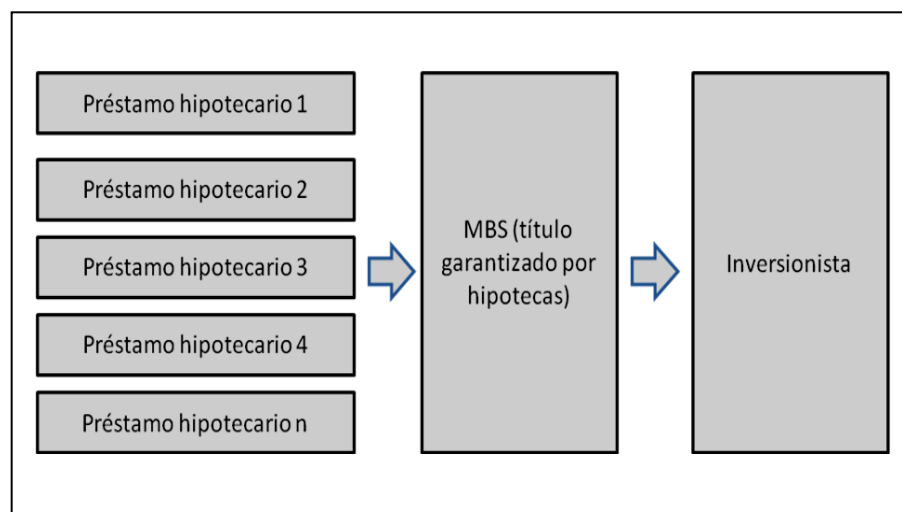 Préstamo hipotecario 1
Préstamo hipotecario 2
Préstamo hipotecario 3
Préstamo hipotecario 4
Préstamo hipotecario n
MBS (título
garantizado por
hipotecas)
Inversionista